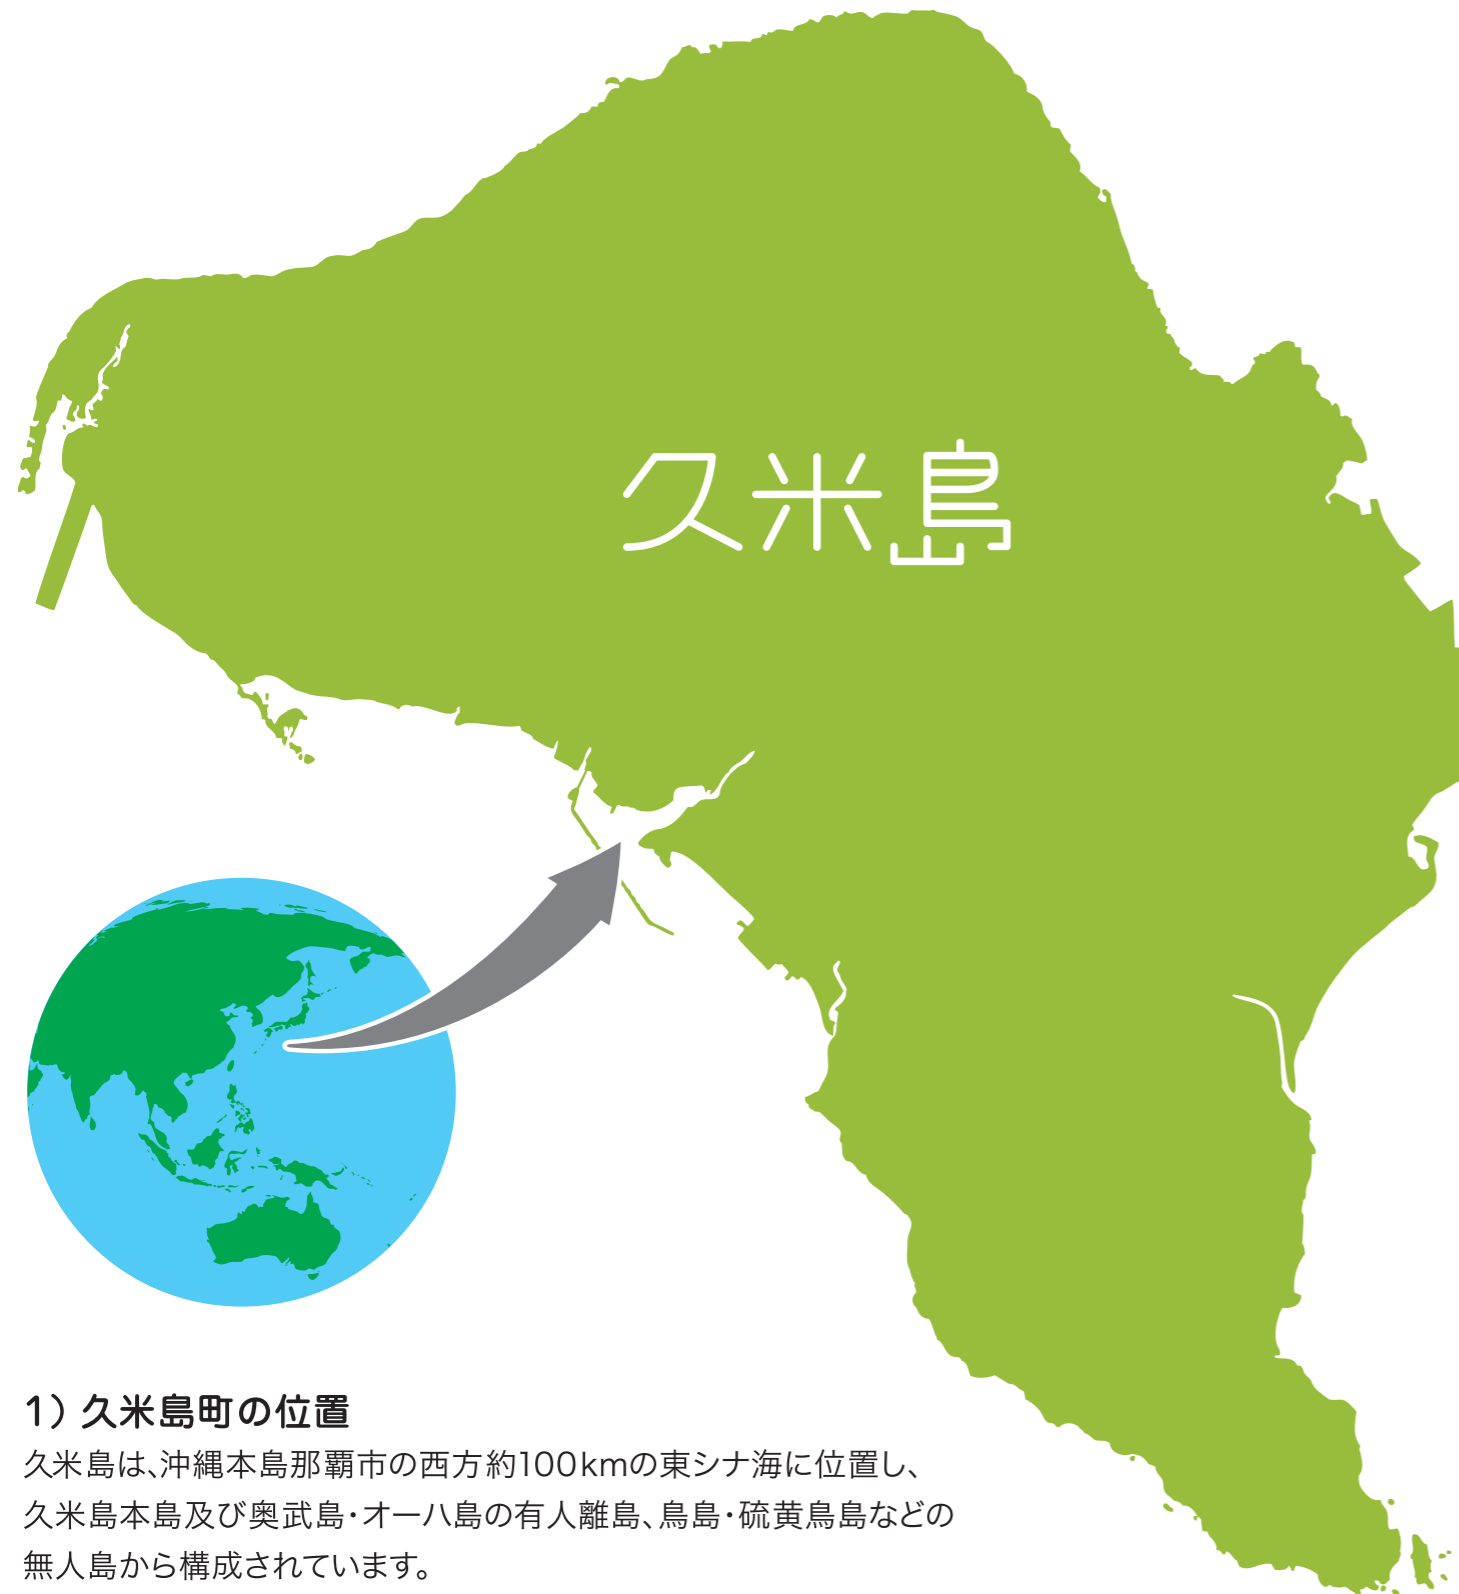 久米島
1) 久米島町の位置
久米島は、沖縄本島那覇市の西方約100kmの東シナ海に位置し、
久米島本島及び奥武島・オーハ島の有人離島、鳥島・硫黄鳥島などの
無人島から構成されています。